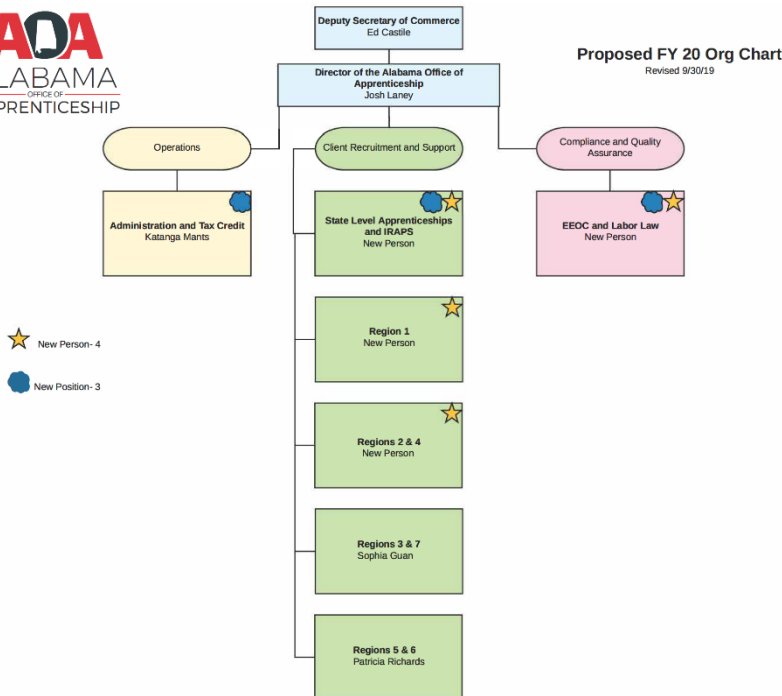 AOA
LABAMA
OFFICE OF
PRENTICESHIP
Proposed FY 20 Org Chart
Revised 9/30/19
Deputy Secretary of Commerce
Ed Castile
Director of the Alabama Office of
Apprenticeship
Josh Laney
Operations
Client Recruitment and Support
Compliance and Quality
Assurance
Administration and Tax Credit
Katanga Mants
State Level Apprenticeships
and IRAPS
New Person
EEOC and Labor Law
New Person
Region 1
New Person
New Person- 4
New Position- 3
Regions 2 & 4
New Person
Regions 3 & 7
Sophia Guan
Regions 5 & 6
Patricia Richards